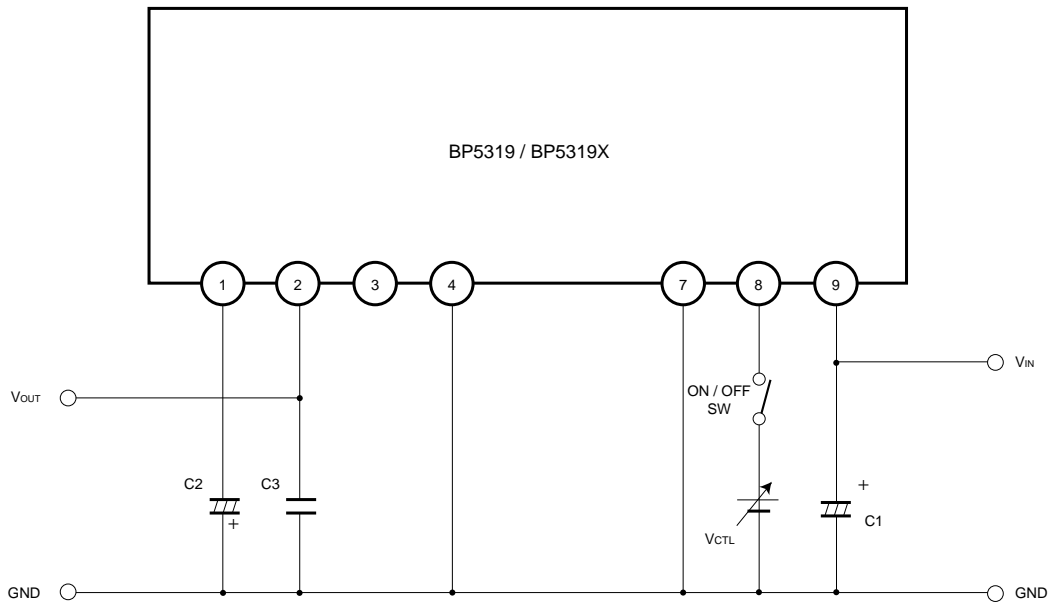 BP5319 / BP5319X
1 2 3 4 7 8 9
VIN
VOUT
ON / OFF
SW
C2
C3
+
+
C1
VCTL
GND
GND